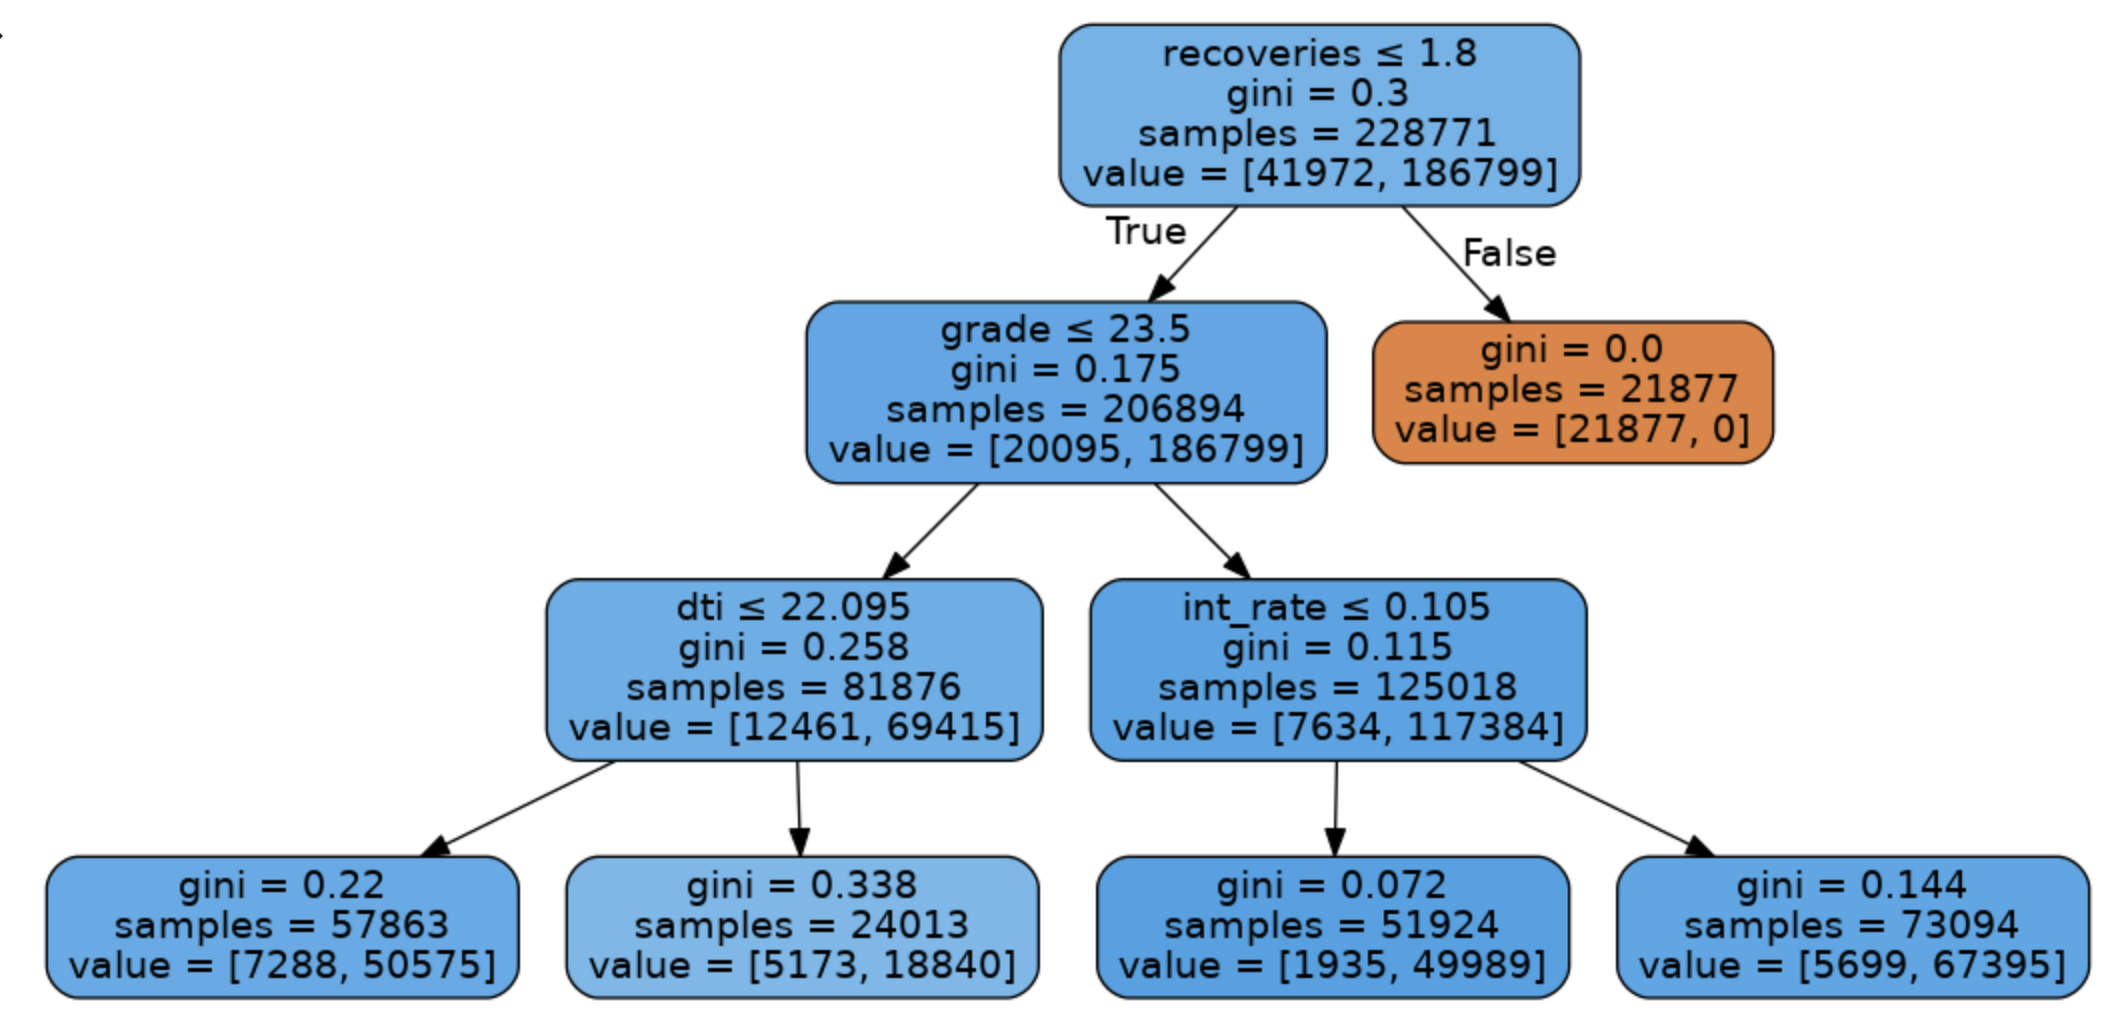 recoveries ≤ 1.8
gini = 0.3
samples = 228771
value = [41972, 186799]
True
False
grade ≤ 23.5
gini = 0.175
samples = 206894
value = [20095, 186799]
gini = 0.0
samples = 21877
value = [21877, 0]
dti ≤ 22.095
gini = 0.258
samples = 81876
value = [12461, 69415]
int_rate ≤ 0.105
gini = 0.115
samples = 125018
value = [7634, 117384]
gini = 0.22
samples = 57863
value = [7288, 50575]
gini = 0.338
samples = 24013
value = [5173, 18840]
gini = 0.072
samples = 51924
value = [1935, 49989]
gini = 0.144
samples = 73094
value = [5699, 67395]